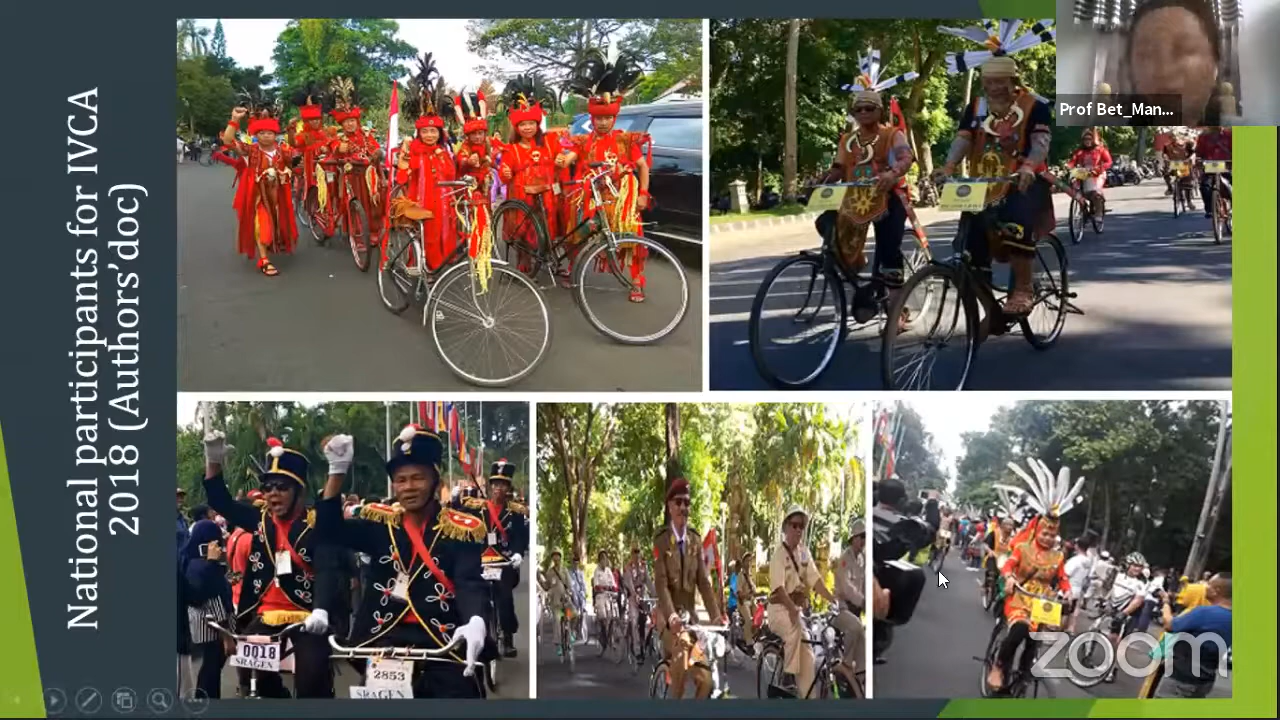 National participants for IVCA
2018 (Authors’doc)
Prof Bet_Man...
0018
SRAGEN
2853
SRAGEN
zoom